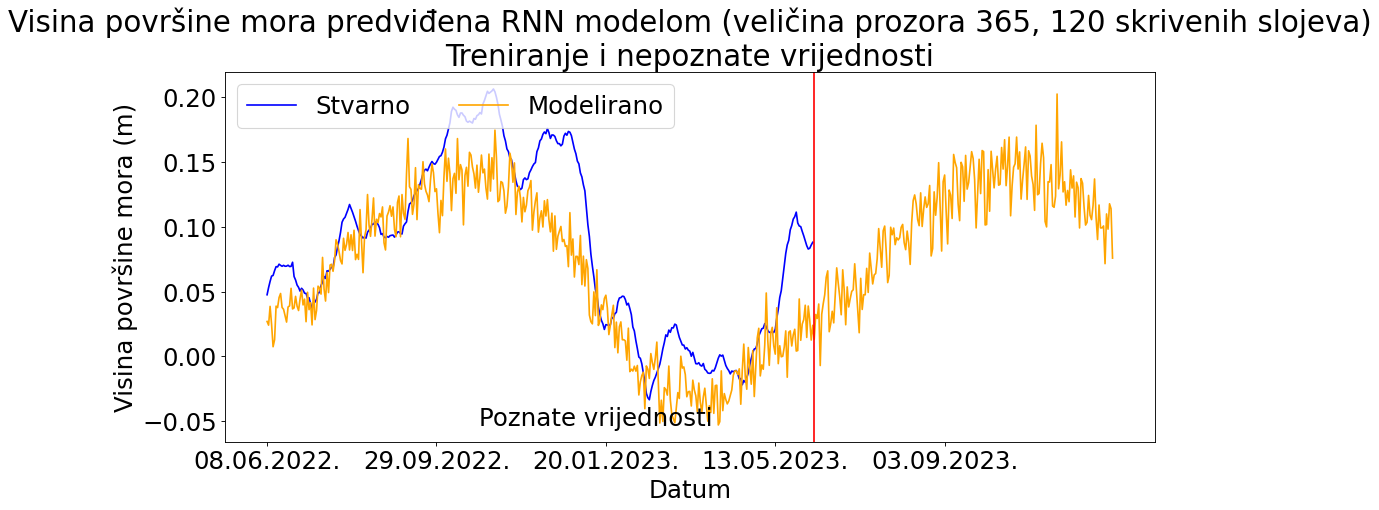 Visina površine mora predviđena RNN modelom (veličina prozora 365, 120 skrivenih slojeva)
Treniranje i nepoznate vrijednosti
Stvarno Modelirano
0.20
0.15
0.10
0.05
0.00
−0.05
Visina površine mora (m)
Poznate vrijednosti
08.06.2022. 29.09.2022. 20.01.2023. 13.05.2023. 03.09.2023.
Datum